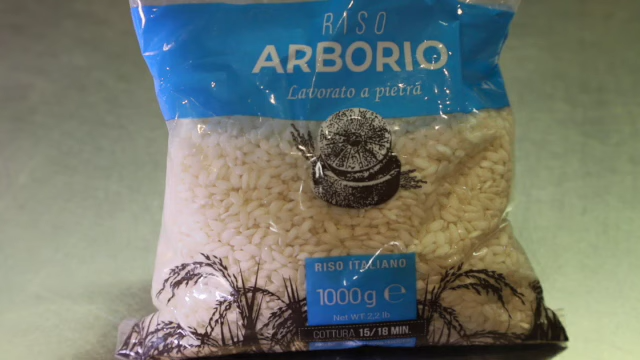 RISO
ARBORIO
Lavorato a pietra
RISO ITALIANO
1000g ℮
Net WT 2,2 lb
COTTURA 15/18 MIN.